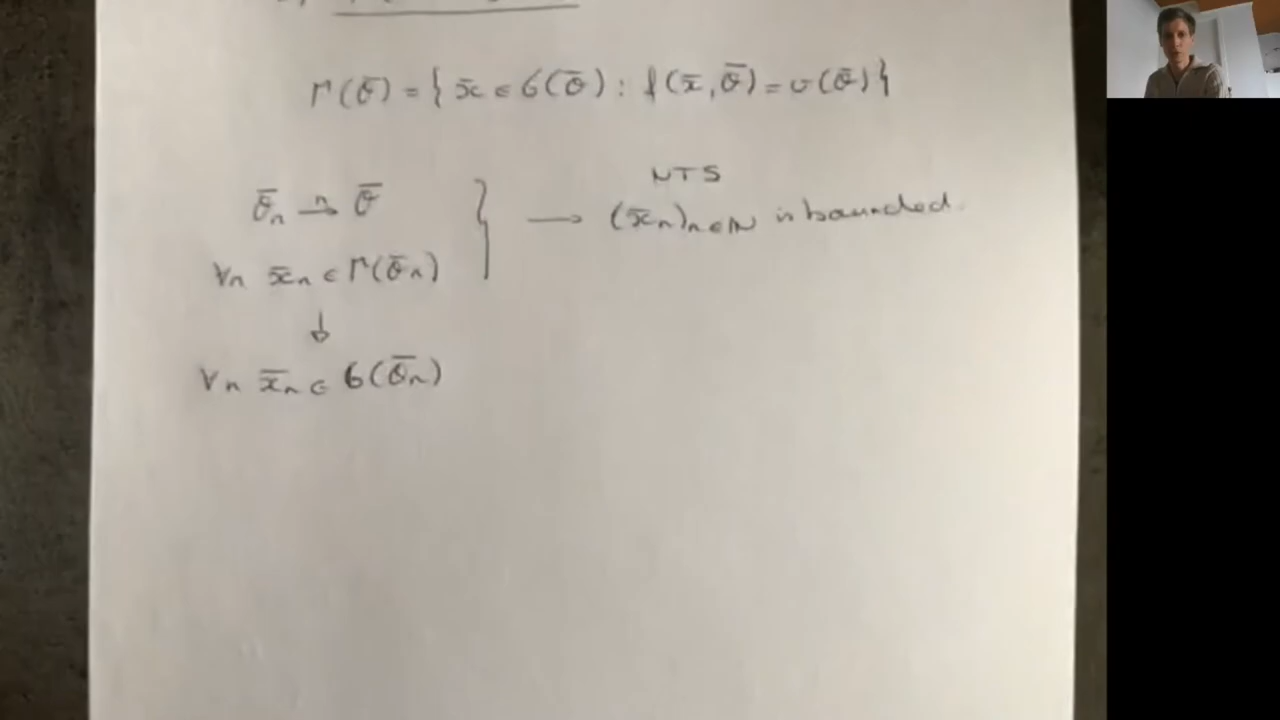 Γ(θ̄) = { x̄ ∈ G(θ̄) : f(x̄, θ̄) = v(θ̄) }
θ̄ₙ →ⁿ θ̄
NTS
→ (x̄ₙ)ₙ∈ℕ is bounded.
∀n x̄ₙ ∈ Γ(θ̄ₙ)
↓
∀n x̄ₙ ∈ G(θ̄ₙ)